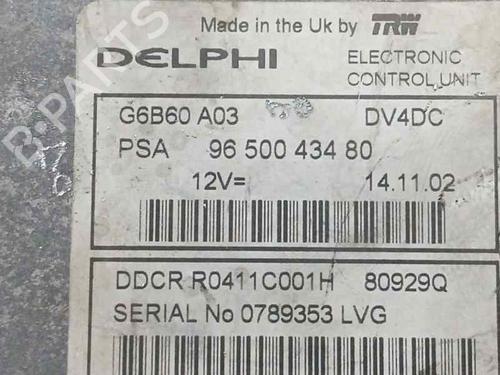 Made in the Uk by TRW
DELPHI
ELECTRONIC
CONTROL UNIT
G6B60 A03 DV4DC
PSA 96 500 434 80
12V= 14.11.02
DDCR R0411C001H 80929Q
SERIAL No 0789353 LVG
B-PARTS